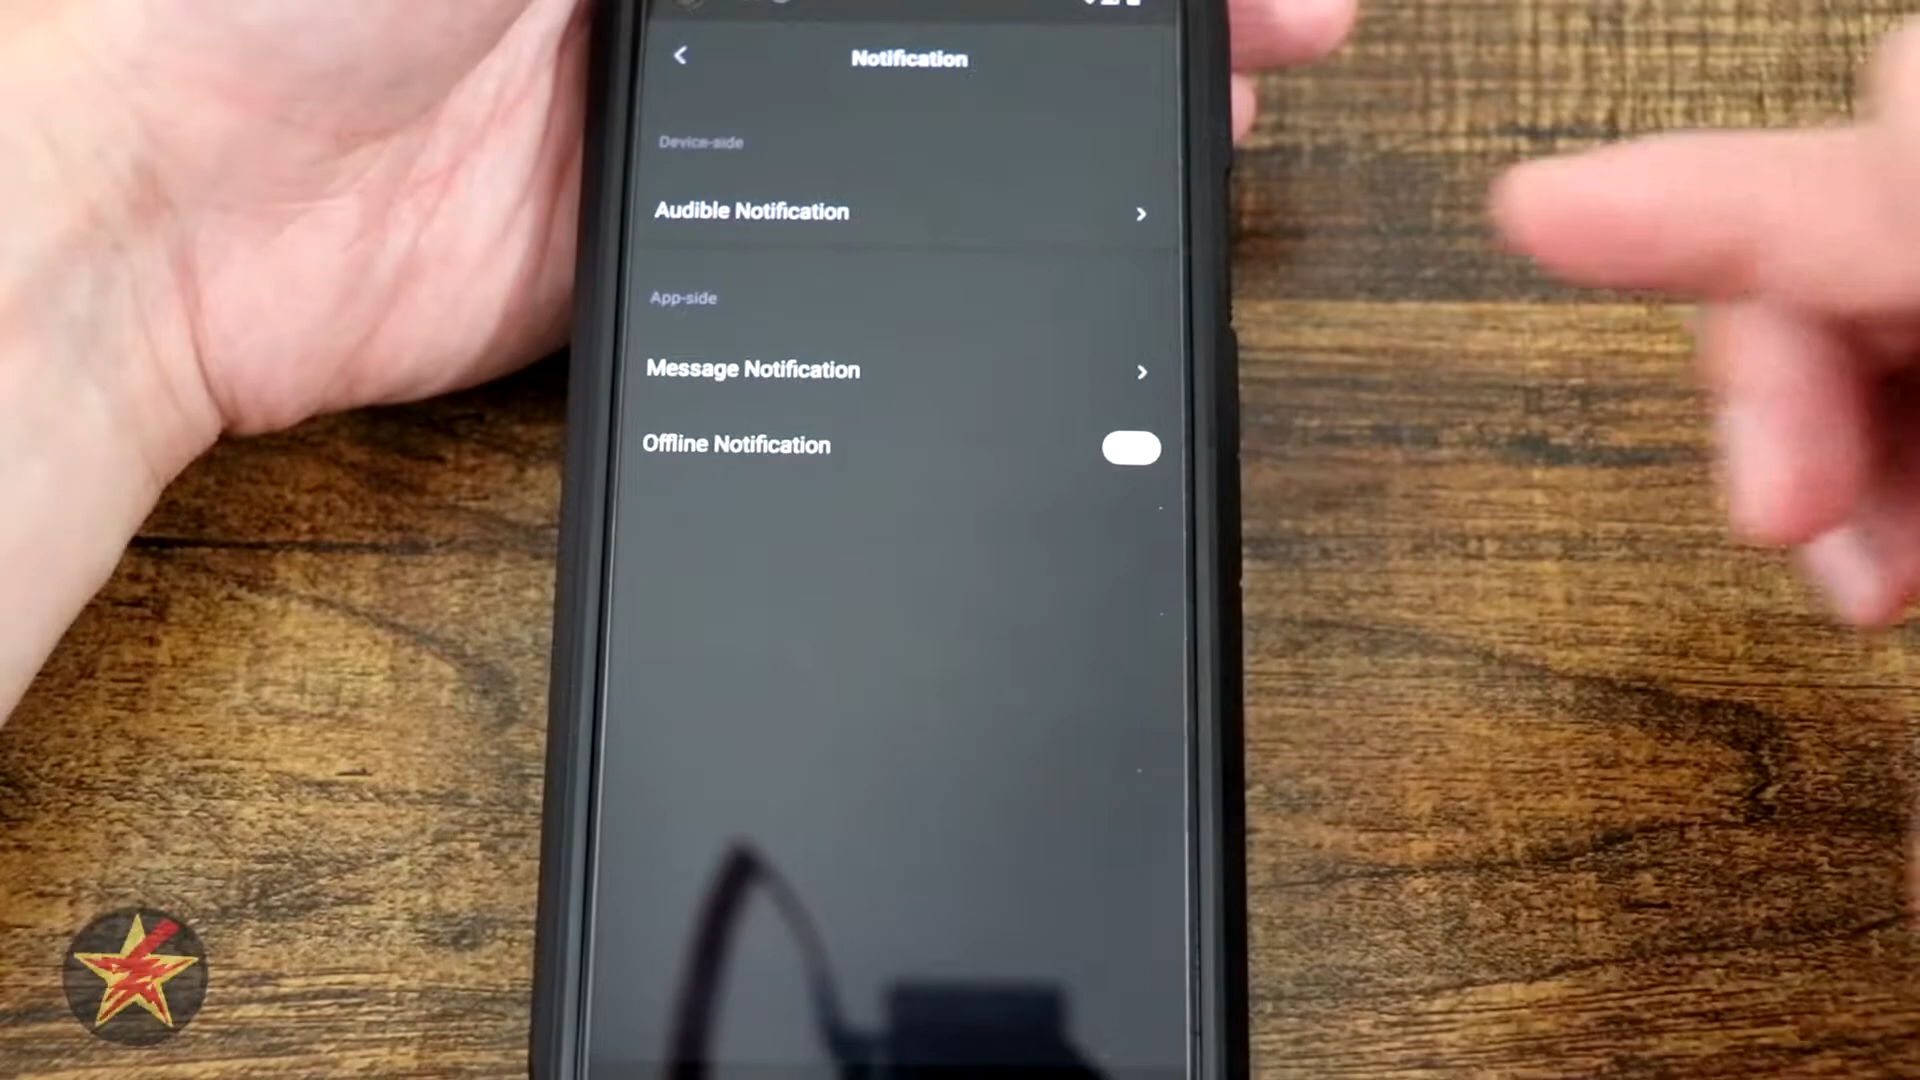 Notification
Device-side
Audible Notification
App-side
Message Notification
Offline Notification